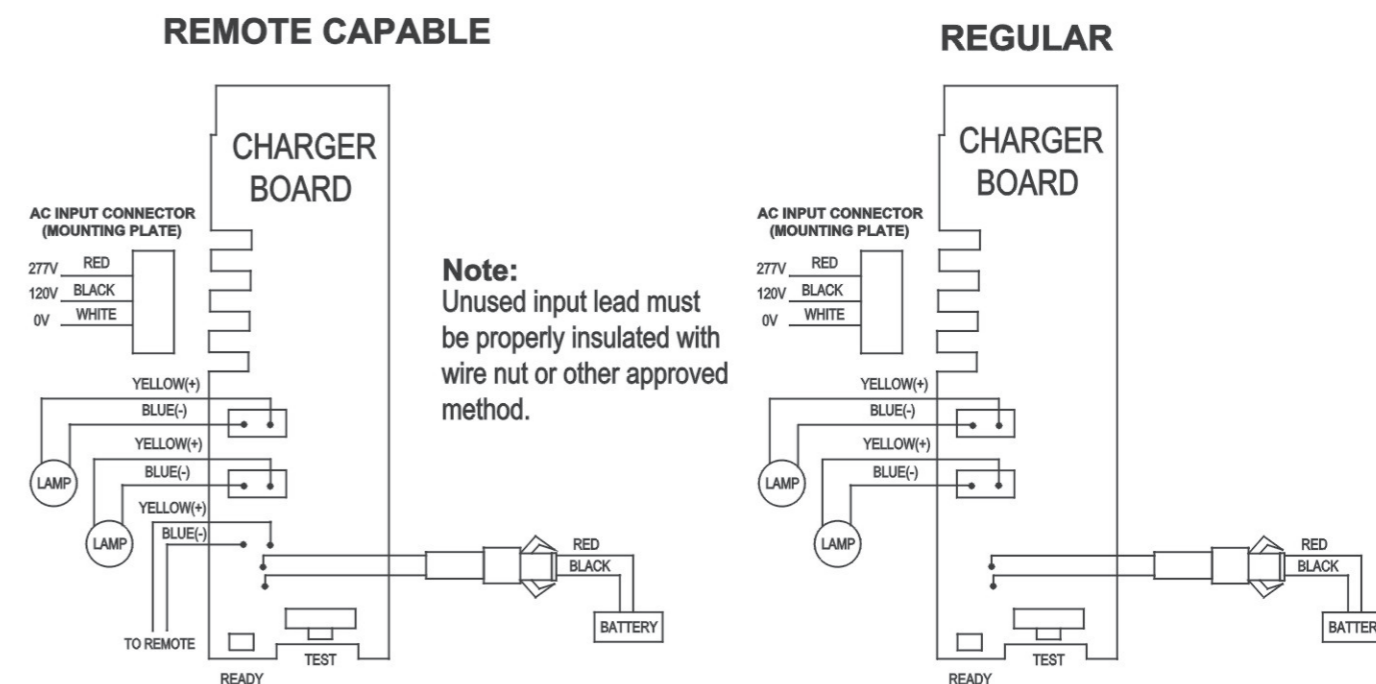 REMOTE CAPABLE
CHARGER
BOARD
AC INPUT CONNECTOR
(MOUNTING PLATE)
277V RED
120V BLACK
0V WHITE
YELLOW(+)
BLUE(-)
YELLOW(+)
BLUE(-)
LAMP
YELLOW(+)
BLUE(-)
LAMP
RED
BLACK
BATTERY
TO REMOTE
TEST
READY
Note:
Unused input lead must
be properly insulated with
wire nut or other approved
method.
REGULAR
CHARGER
BOARD
AC INPUT CONNECTOR
(MOUNTING PLATE)
277V RED
120V BLACK
0V WHITE
YELLOW(+)
BLUE(-)
YELLOW(+)
BLUE(-)
LAMP
LAMP
RED
BLACK
BATTER
TEST
READY